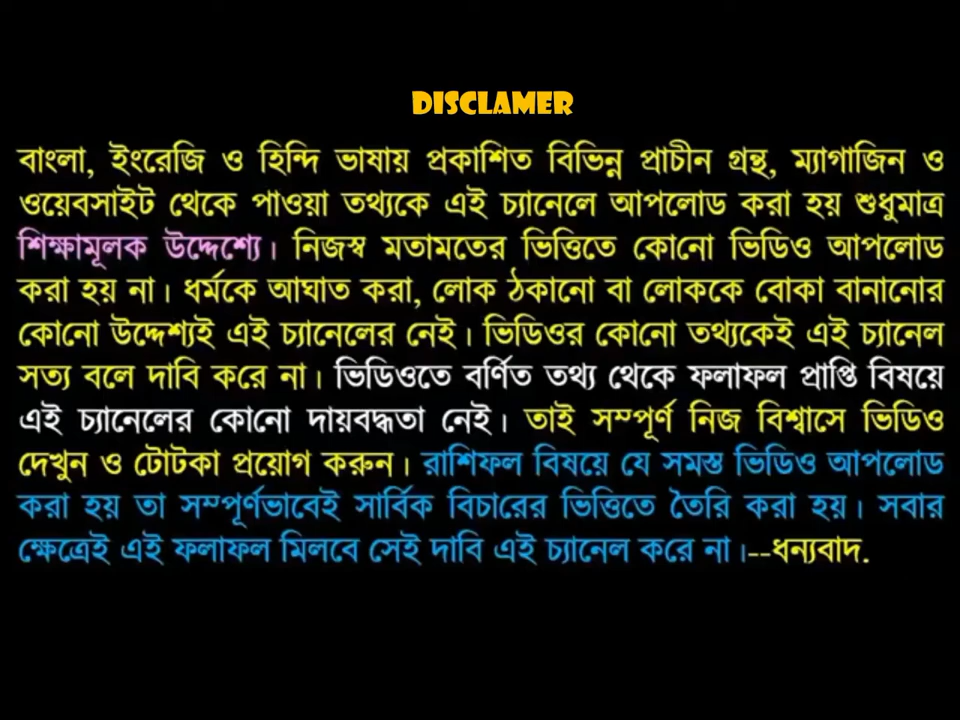 DISCLAMER
বাংলা, ইংরেজি ও হিন্দি ভাষায় প্রকাশিত বিভিন্ন প্রাচীন গ্রন্থ, ম্যাগাজিন ও
ওয়েবসাইট থেকে পাওয়া তথ্যকে এই চ্যানেলে আপলোড করা হয় শুধুমাত্র
শিক্ষামূলক উদ্দেশ্যে। নিজস্ব মতামতের ভিত্তিতে কোনো ভিডিও আপলোড
করা হয় না। ধর্মকে আঘাত করা, লোক ঠকানো বা লোককে বোকা বানানোর
কোনো উদ্দেশ্যই এই চ্যানেলের নেই। ভিডিওর কোনো তথ্যকেই এই চ্যানেল
সত্য বলে দাবি করে না। ভিডিওতে বর্ণিত তথ্য থেকে ফলাফল প্রাপ্তি বিষয়ে
এই চ্যানেলের কোনো দায়বদ্ধতা নেই। তাই সম্পূর্ণ নিজ বিশ্বাসে ভিডিও
দেখুন ও টোটকা প্রয়োগ করুন। রাশিফল বিষয়ে যে সমস্ত ভিডিও আপলোড
করা হয় তা সম্পূর্ণভাবেই সার্বিক বিচারের ভিত্তিতে তৈরি করা হয়। সবার
ক্ষেত্রেই এই ফলাফল মিলবে সেই দাবি এই চ্যানেল করে না।--ধন্যবাদ.